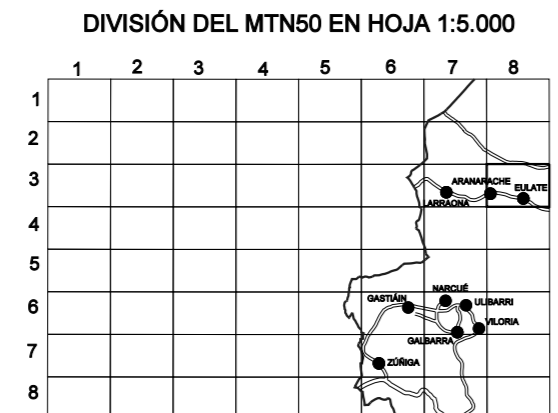 DIVISIÓN DEL MTN50 EN HOJA 1:5.000
1 2 3 4 5 6 7 8
1
2
3
ARANARACHE
EULATE
LARRAONA
4
5
6
NARCUÉ
GASTIÁIN
ULIBARRI
VILORIA
GALBARRA
7
ZÚÑIGA
8